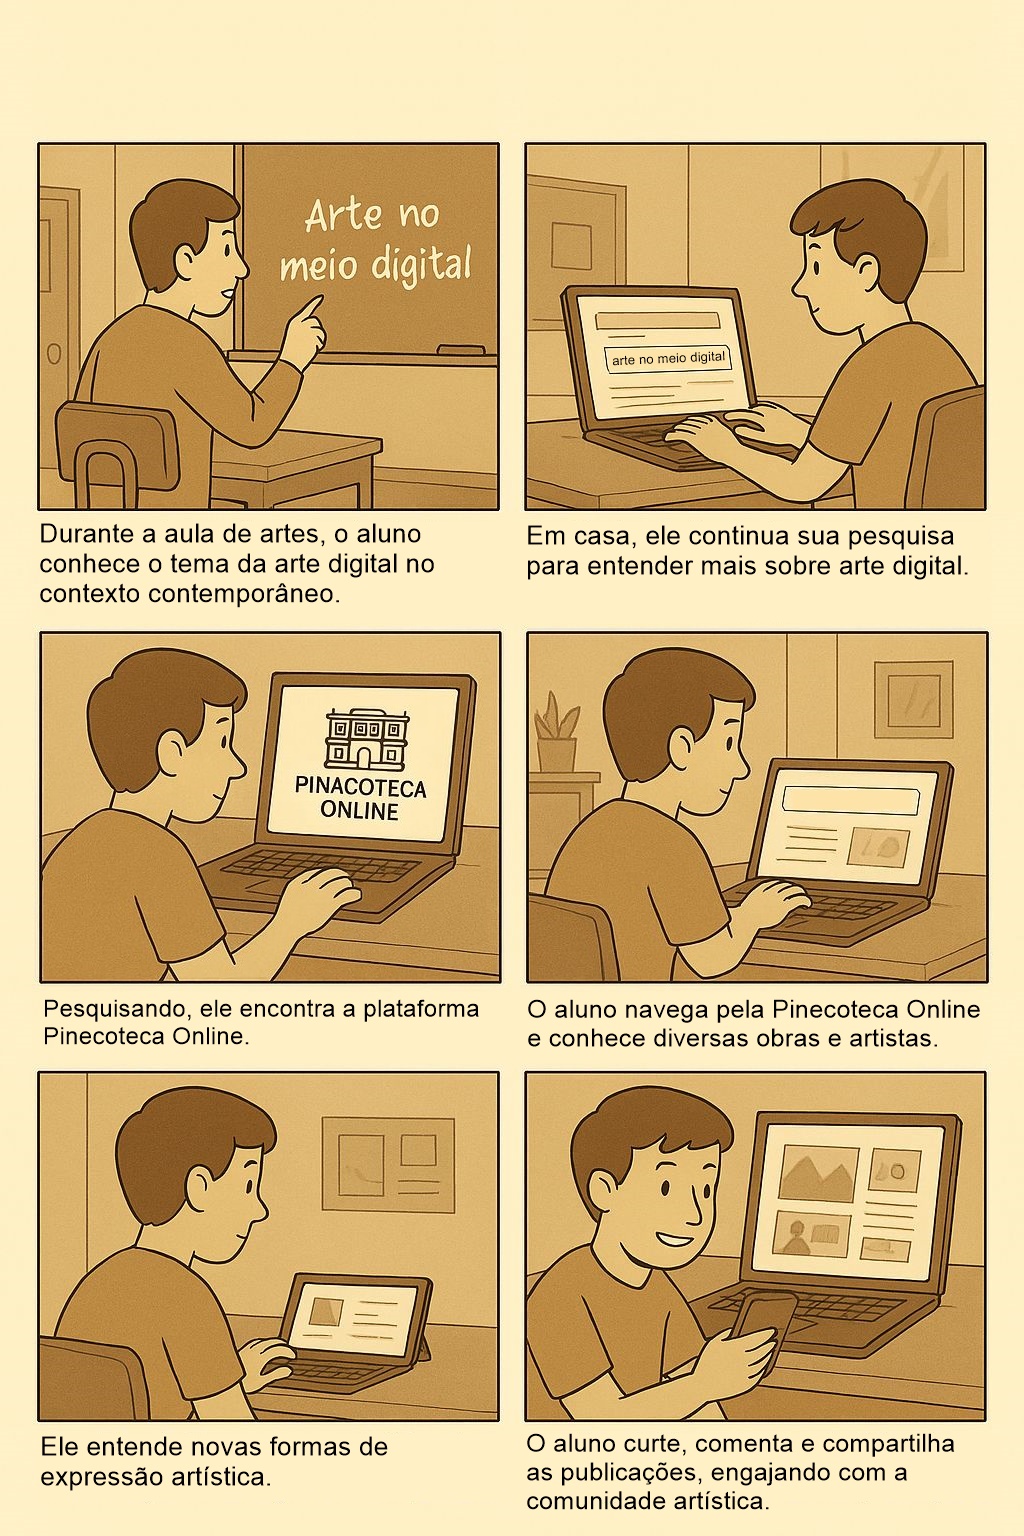 Arte no
meio digital
arte no meio digital
Durante a aula de artes, o aluno
conhece o tema da arte digital no
contexto contemporâneo.
Em casa, ele continua sua pesquisa
para entender mais sobre arte digital.
PINACOTECA
ONLINE
Pesquisando, ele encontra a plataforma
Pinecoteca Online.
O aluno navega pela Pinecoteca Online
e conhece diversas obras e artistas.
Ele entende novas formas de
expressão artística.
O aluno curte, comenta e compartilha
as publicações, engajando com a
comunidade artística.